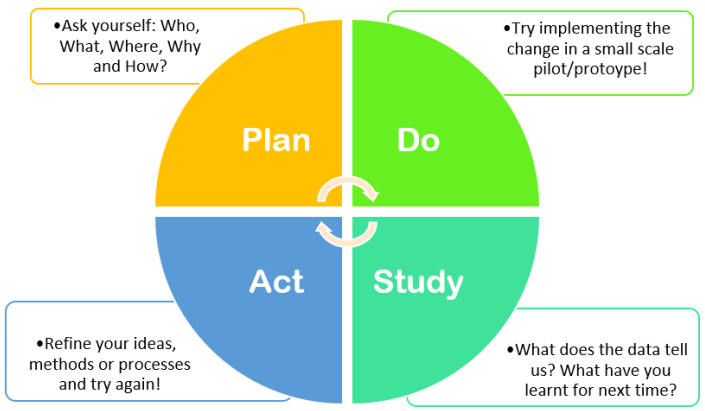 •Ask yourself: Who,
What, Where, Why
and How?
•Try implementing the
change in a small scale
pilot/protoype!
Plan
Do
Act
Study
•Refine your ideas,
methods or processes
and try again!
•What does the data tell
us? What have you
learnt for next time?